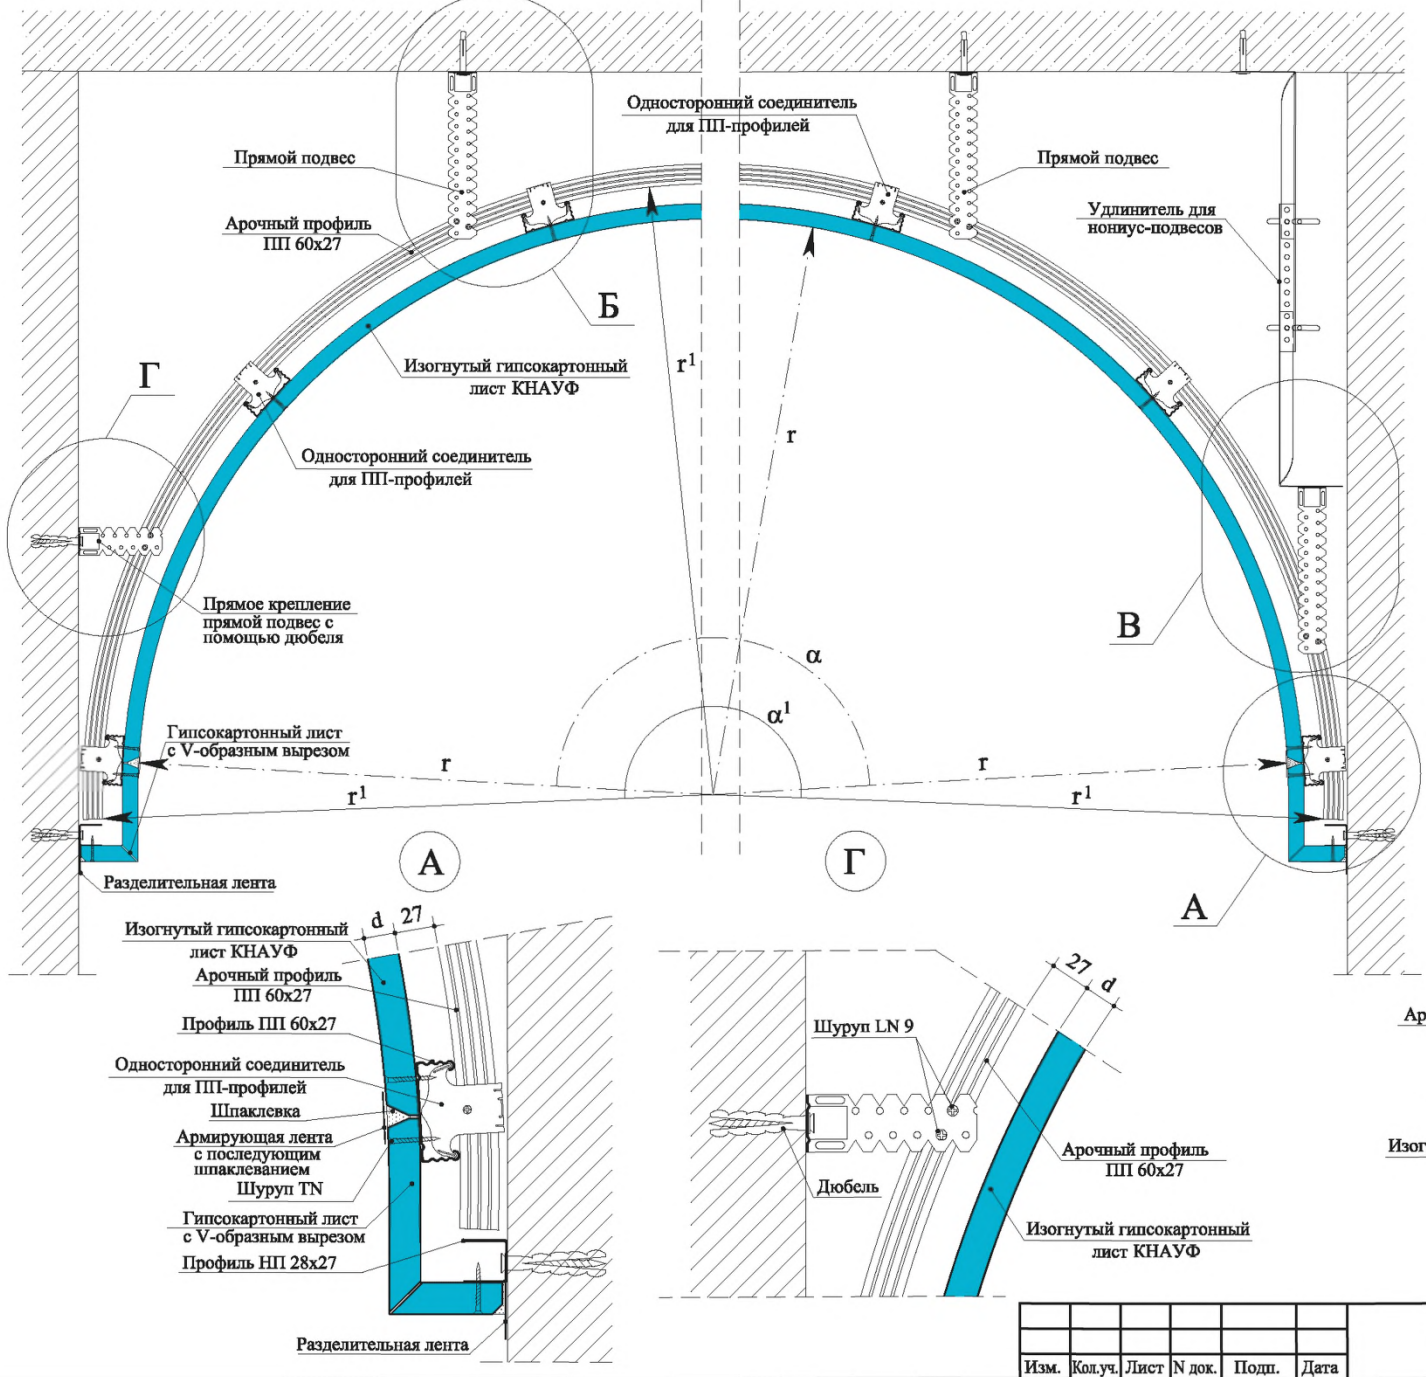 Односторонний соединитель
для ПП-профилей
Прямой подвес
Прямой подвес
Арочный профиль
ПП 60х27
Удлинитель для
нониус-подвесов
Б
Изогнутый гипсокартонный
лист КНАУФ
r¹
Г
r
Односторонний соединитель
для ПП-профилей
Прямое крепление
прямой подвес с
помощью дюбеля
В
α
α¹
Гипсокартонный лист
с V-образным вырезом
r
r
r¹
r¹
А
Г
Разделительная лента
А
d
27
Изогнутый гипсокартонный
лист КНАУФ
Арочный профиль
ПП 60х27
Профиль ПП 60х27
Односторонний соединитель
для ПП-профилей
Шпаклевка
Армирующая лента
с последующим
шпаклеванием
Шуруп TN
Гипсокартонный лист
с V-образным вырезом
Профиль НП 28х27
Разделительная лента
27
d
Шуруп LN 9
Арочный профиль
ПП 60х27
Дюбель
Изогнутый гипсокартонный
лист КНАУФ
Ар
Изог
Изм. Кол.уч. Лист N док. Подп. Дата